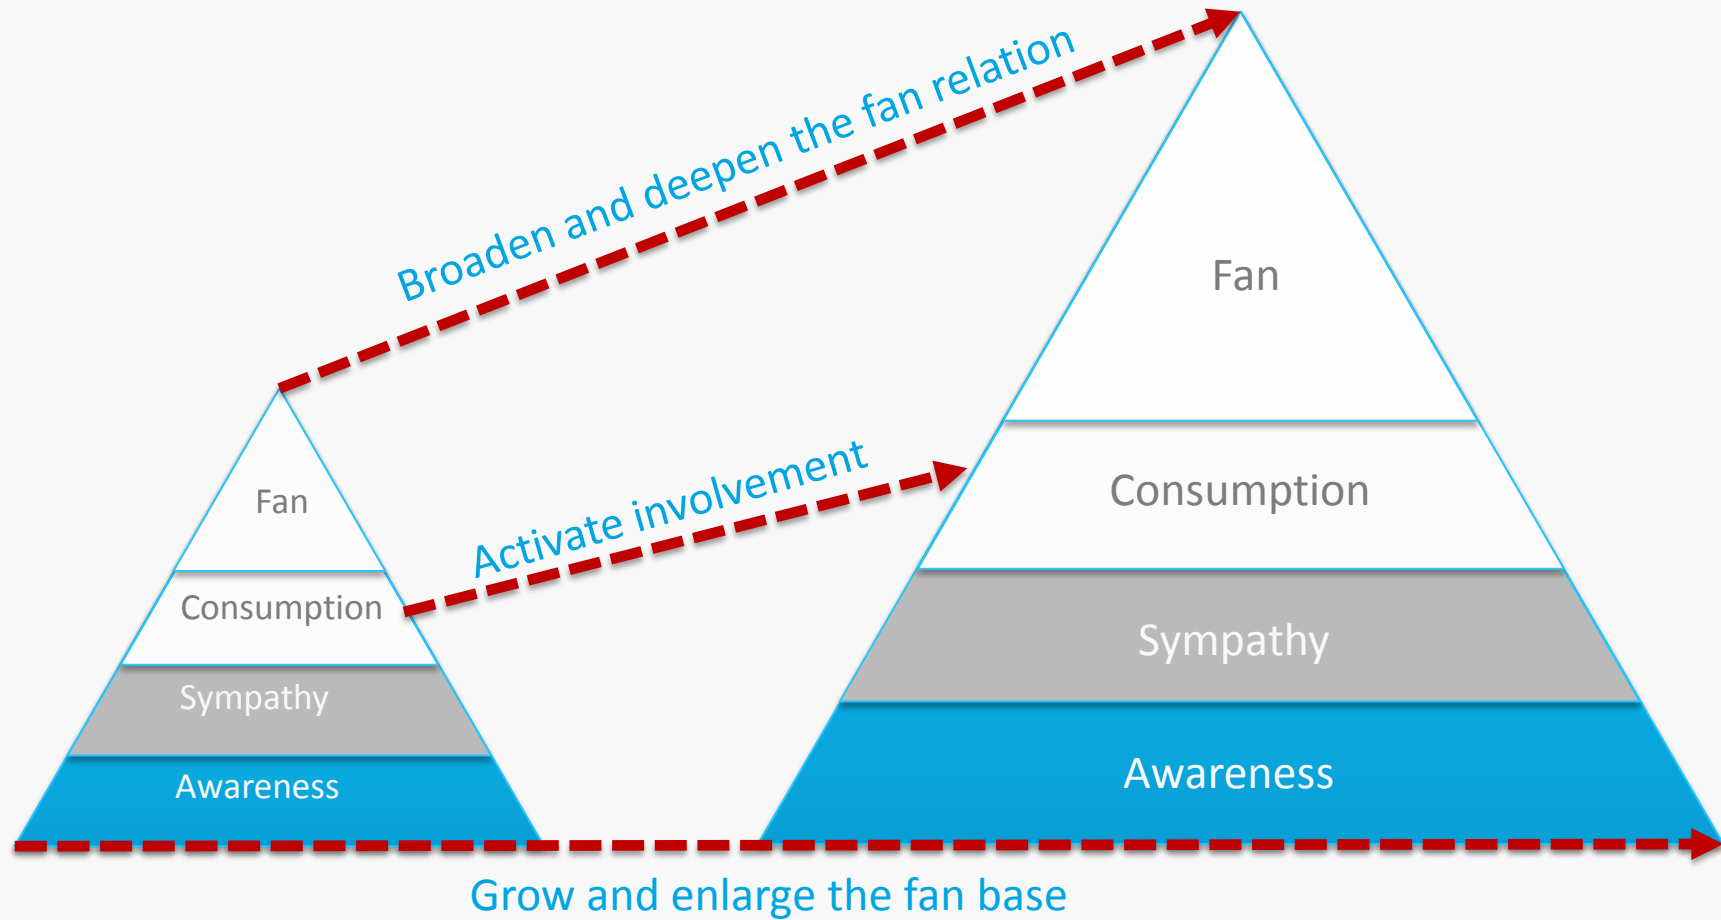 Broaden and deepen the fan relation
Fan
Fan
Activate involvement
Consumption
Consumption
Sympathy
Sympathy
Awareness
Awareness
Grow and enlarge the fan base